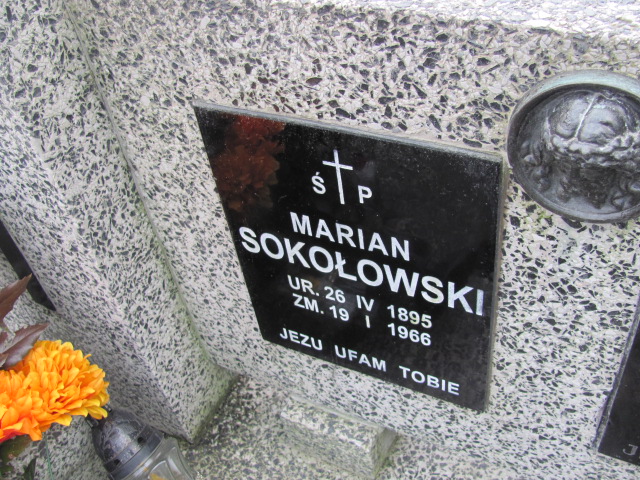 Ś P
MARIAN
SOKOŁOWSKI
UR. 26 IV 1895
ZM. 19 I 1966
JEZU UFAM TOBIE